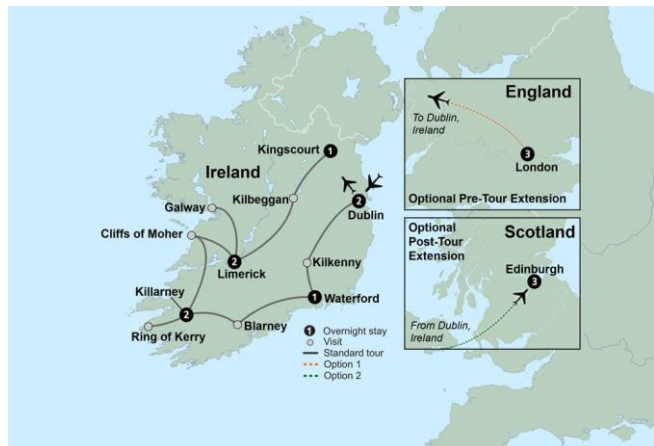 Kingscourt
1
Ireland
Kilbeggan
Galway
2
Dublin
Cliffs of Moher
2
Limerick
Kilkenny
Killarney
2
1
Waterford
Ring of Kerry
Blarney
1 Overnight stay
Visit
Standard tour
Option 1
Option 2
England
To Dublin,
Ireland
3
London
Optional Pre-Tour Extension
Optional
Post-Tour
Extension
Scotland
Edinburgh
3
From Dublin,
Ireland